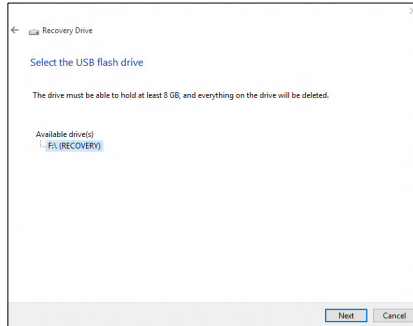 Recovery Drive
Select the USB flash drive
The drive must be able to hold at least 8 GB, and everything on the drive will be deleted.
Available drive(s)
F:\ (RECOVERY)
Next Cancel